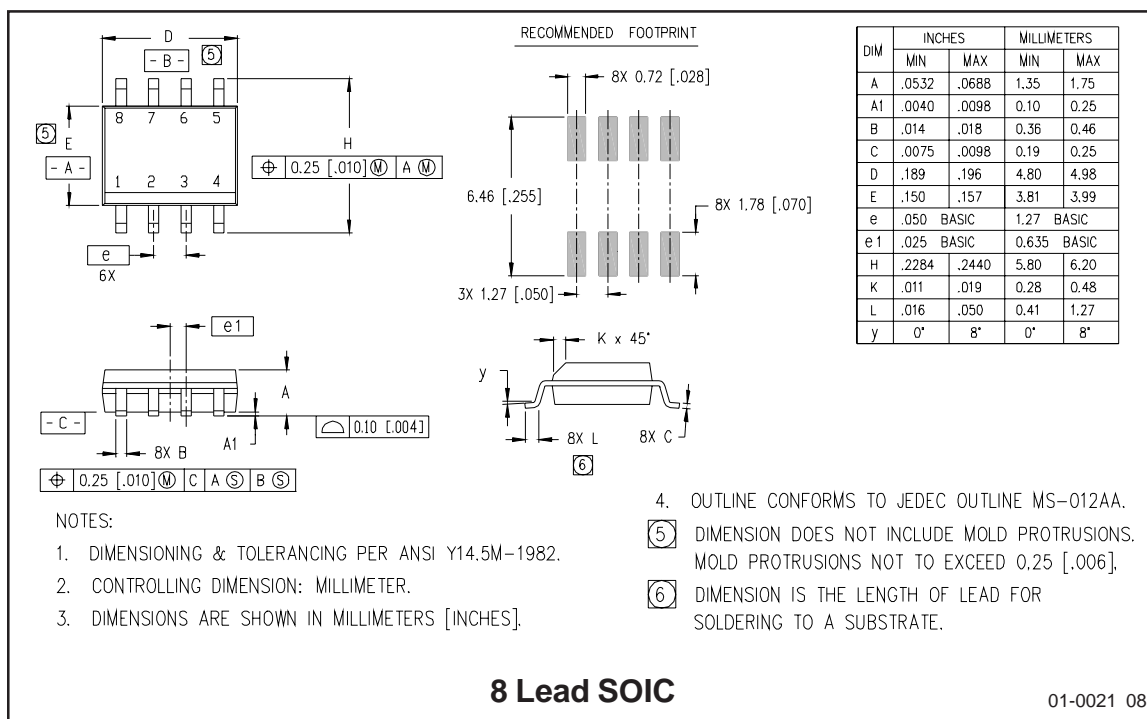 D
- B -
5
8 7 6 5
5
E
- A -
H
⌖ 0.25 [.010] Ⓜ A Ⓜ
1 2 3 4
e
6X
RECOMMENDED FOOTPRINT
8X 0.72 [.028]
6.46 [.255]
8X 1.78 [.070]
3X 1.27 [.050]
DIM INCHES MILLIMETERS
MIN MAX MIN MAX
A .0532 .0688 1.35 1.75
A1 .0040 .0098 0.10 0.25
B .014 .018 0.36 0.46
C .0075 .0098 0.19 0.25
D .189 .196 4.80 4.98
E .150 .157 3.81 3.99
e .050 BASIC 1.27 BASIC
e1 .025 BASIC 0.635 BASIC
H .2284 .2440 5.80 6.20
K .011 .019 0.28 0.48
L .016 .050 0.41 1.27
y 0° 8° 0° 8°
e1
A
- C -
8X B
A1
⌓ 0.10 [.004]
⌖ 0.25 [.010] Ⓜ C A Ⓢ B Ⓢ
K x 45°
y
8X L
8X C
6
NOTES:
1. DIMENSIONING & TOLERANCING PER ANSI Y14.5M-1982.
2. CONTROLLING DIMENSION: MILLIMETER.
3. DIMENSIONS ARE SHOWN IN MILLIMETERS [INCHES].
4. OUTLINE CONFORMS TO JEDEC OUTLINE MS-012AA.
5 DIMENSION DOES NOT INCLUDE MOLD PROTRUSIONS.
MOLD PROTRUSIONS NOT TO EXCEED 0.25 [.006].
6 DIMENSION IS THE LENGTH OF LEAD FOR
SOLDERING TO A SUBSTRATE.
8 Lead SOIC
01-0021 08